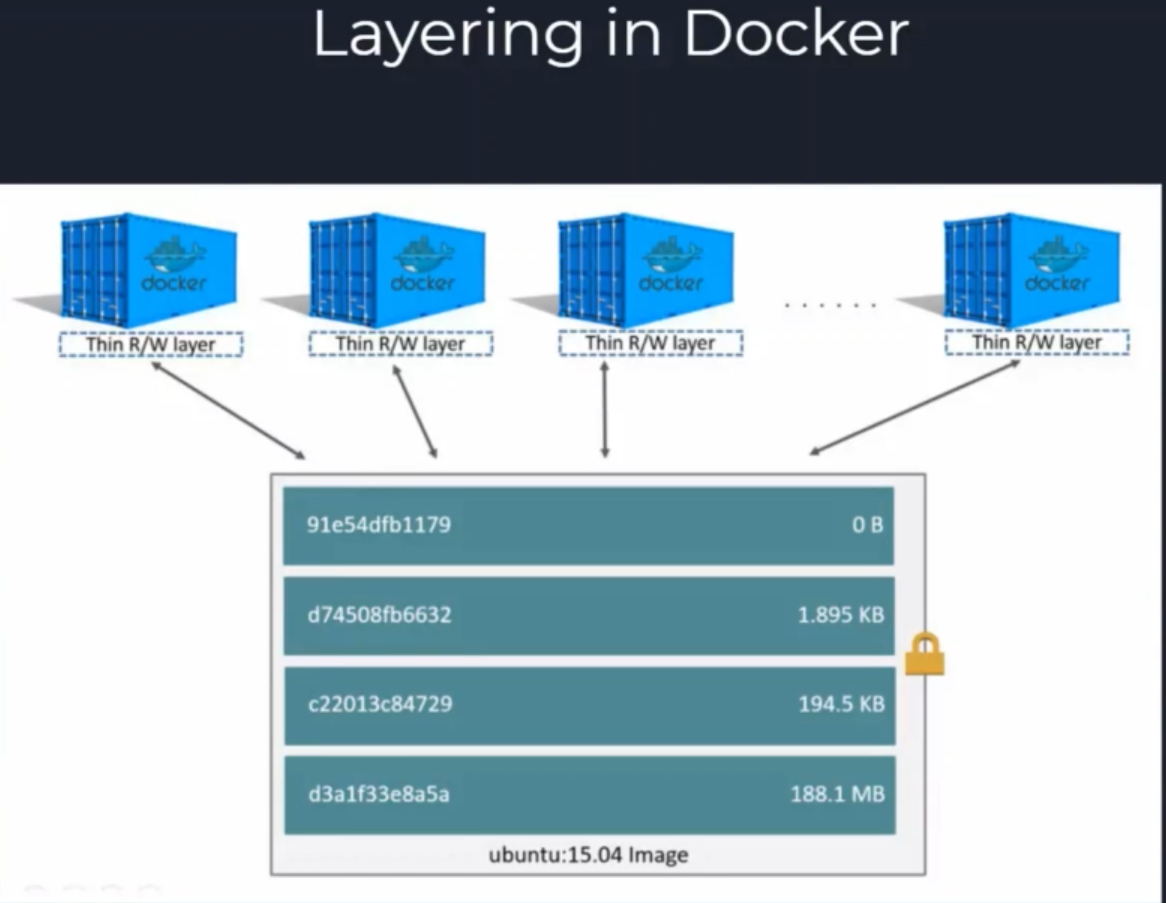 Layering in Docker
docker docker docker docker
. . . . . .
Thin R/W layer Thin R/W layer Thin R/W layer Thin R/W layer
91e54dfb1179 0 B
d74508fb6632 1.895 KB
c22013c84729 194.5 KB
d3a1f33e8a5a 188.1 MB
ubuntu:15.04 Image